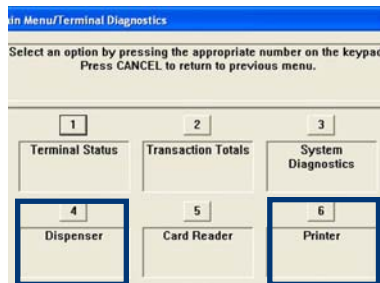 ain Menu/Terminal Diagnostics
Select an option by pressing the appropriate number on the keypad
Press CANCEL to return to previous menu.
1 2 3
Terminal Status Transaction Totals System
Diagnostics
4 5 6
Dispenser Card Reader Printer